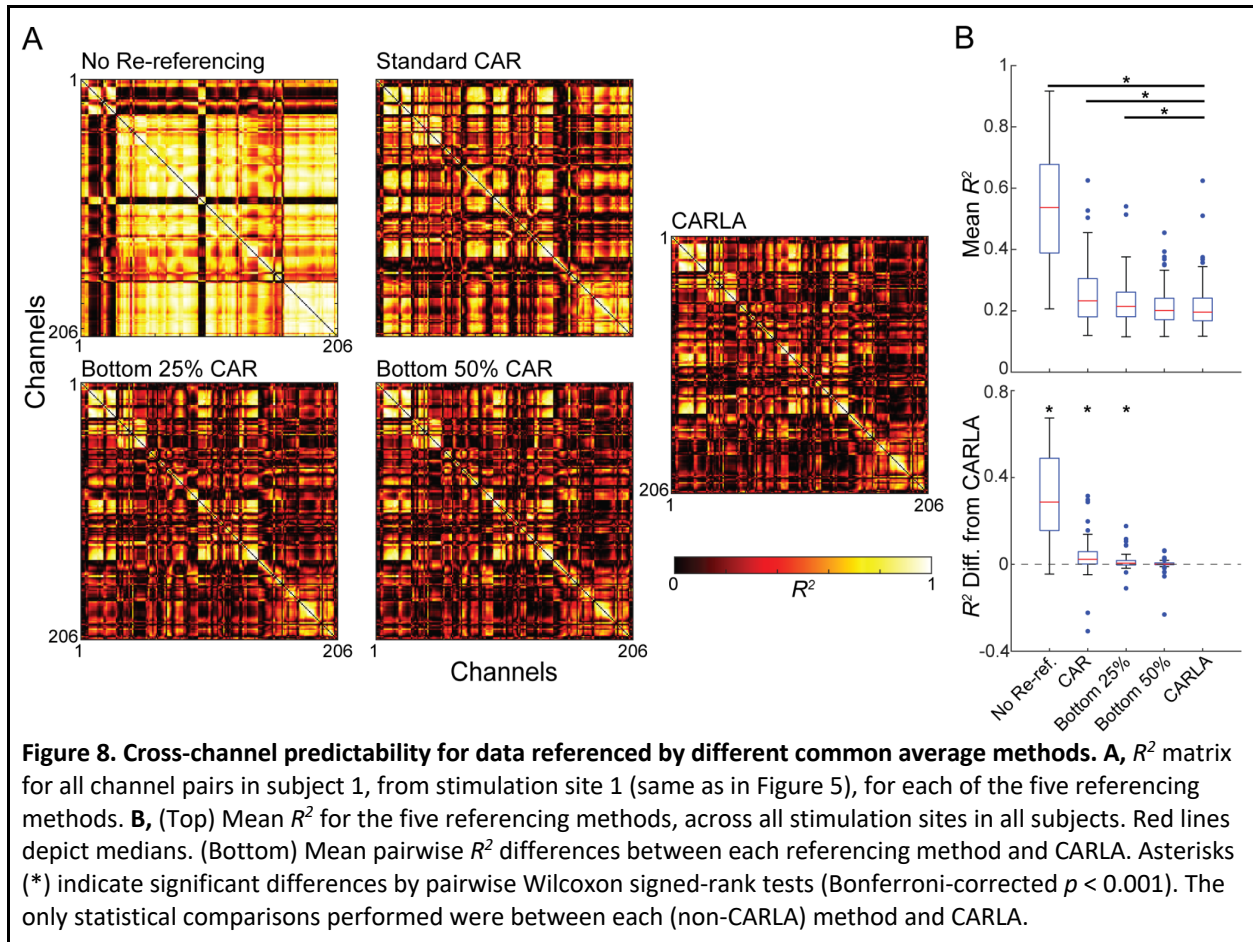 A
No Re-referencing
1
206
1
206
Standard CAR
1
206
CARLA
1
206
1
206
Bottom 25% CAR
1
206
1
206
Bottom 50% CAR
1
206
Channels
Channels
0
1
R²
B
Mean R²
1
0.8
0.6
0.4
0.2
0
*
*
*
R² Diff. from CARLA
0.8
0.4
0
-0.4
* * *
No Re-ref.
CAR
Bottom 25%
Bottom 50%
CARLA
Figure 8. Cross-channel predictability for data referenced by different common average methods. A, R² matrix
for all channel pairs in subject 1, from stimulation site 1 (same as in Figure 5), for each of the five referencing
methods. B, (Top) Mean R² for the five referencing methods, across all stimulation sites in all subjects. Red lines
depict medians. (Bottom) Mean pairwise R² differences between each referencing method and CARLA. Asterisks
(*) indicate significant differences by pairwise Wilcoxon signed-rank tests (Bonferroni-corrected p < 0.001). The
only statistical comparisons performed were between each (non-CARLA) method and CARLA.